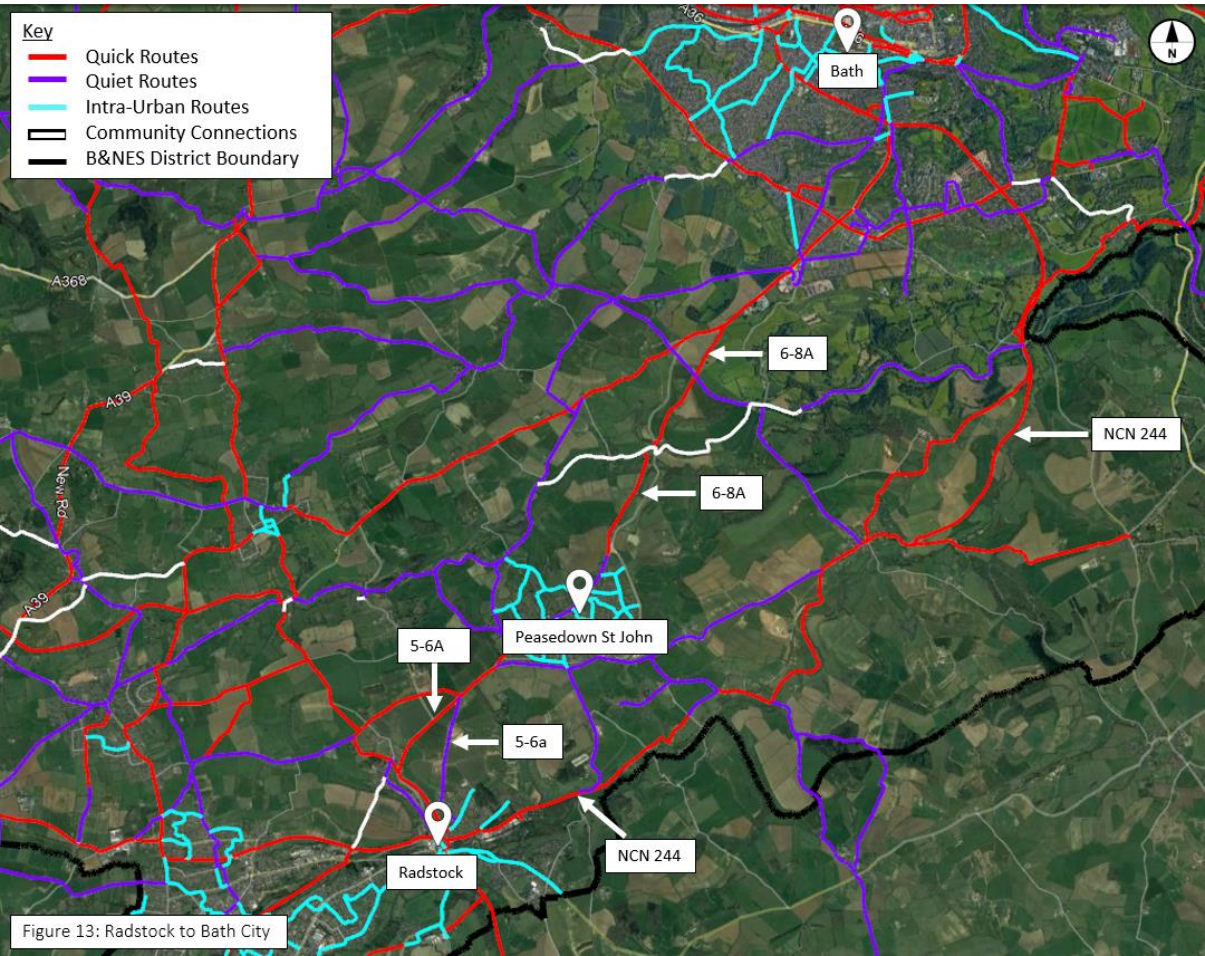 Key
Quick Routes
Quiet Routes
Intra-Urban Routes
Community Connections
B&NES District Boundary
A36
6
Bath
N
A368
6-8A
A39
NCN 244
New Rd
6-8A
A39
Peasedown St John
5-6A
5-6a
NCN 244
Radstock
Figure 13: Radstock to Bath City